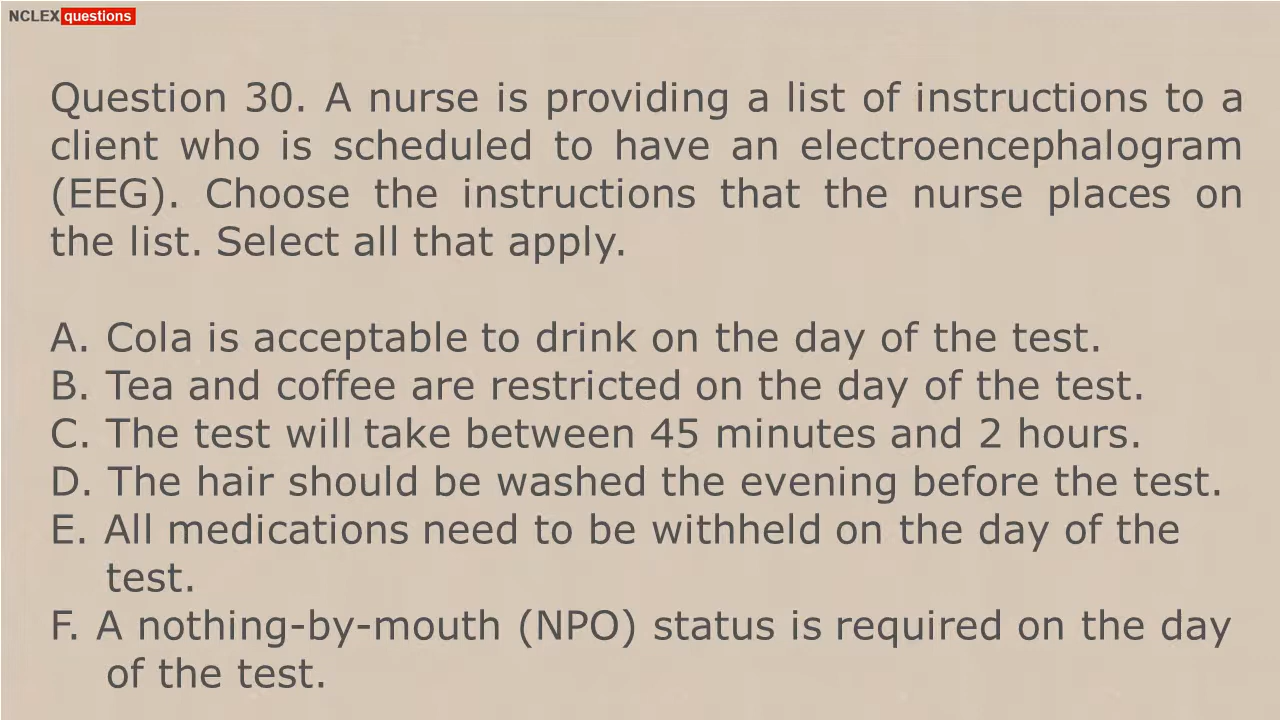 NCLEX questions
Question 30. A nurse is providing a list of instructions to a
client who is scheduled to have an electroencephalogram
(EEG). Choose the instructions that the nurse places on
the list. Select all that apply.
A. Cola is acceptable to drink on the day of the test.
B. Tea and coffee are restricted on the day of the test.
C. The test will take between 45 minutes and 2 hours.
D. The hair should be washed the evening before the test.
E. All medications need to be withheld on the day of the
test.
F. A nothing-by-mouth (NPO) status is required on the day
of the test.